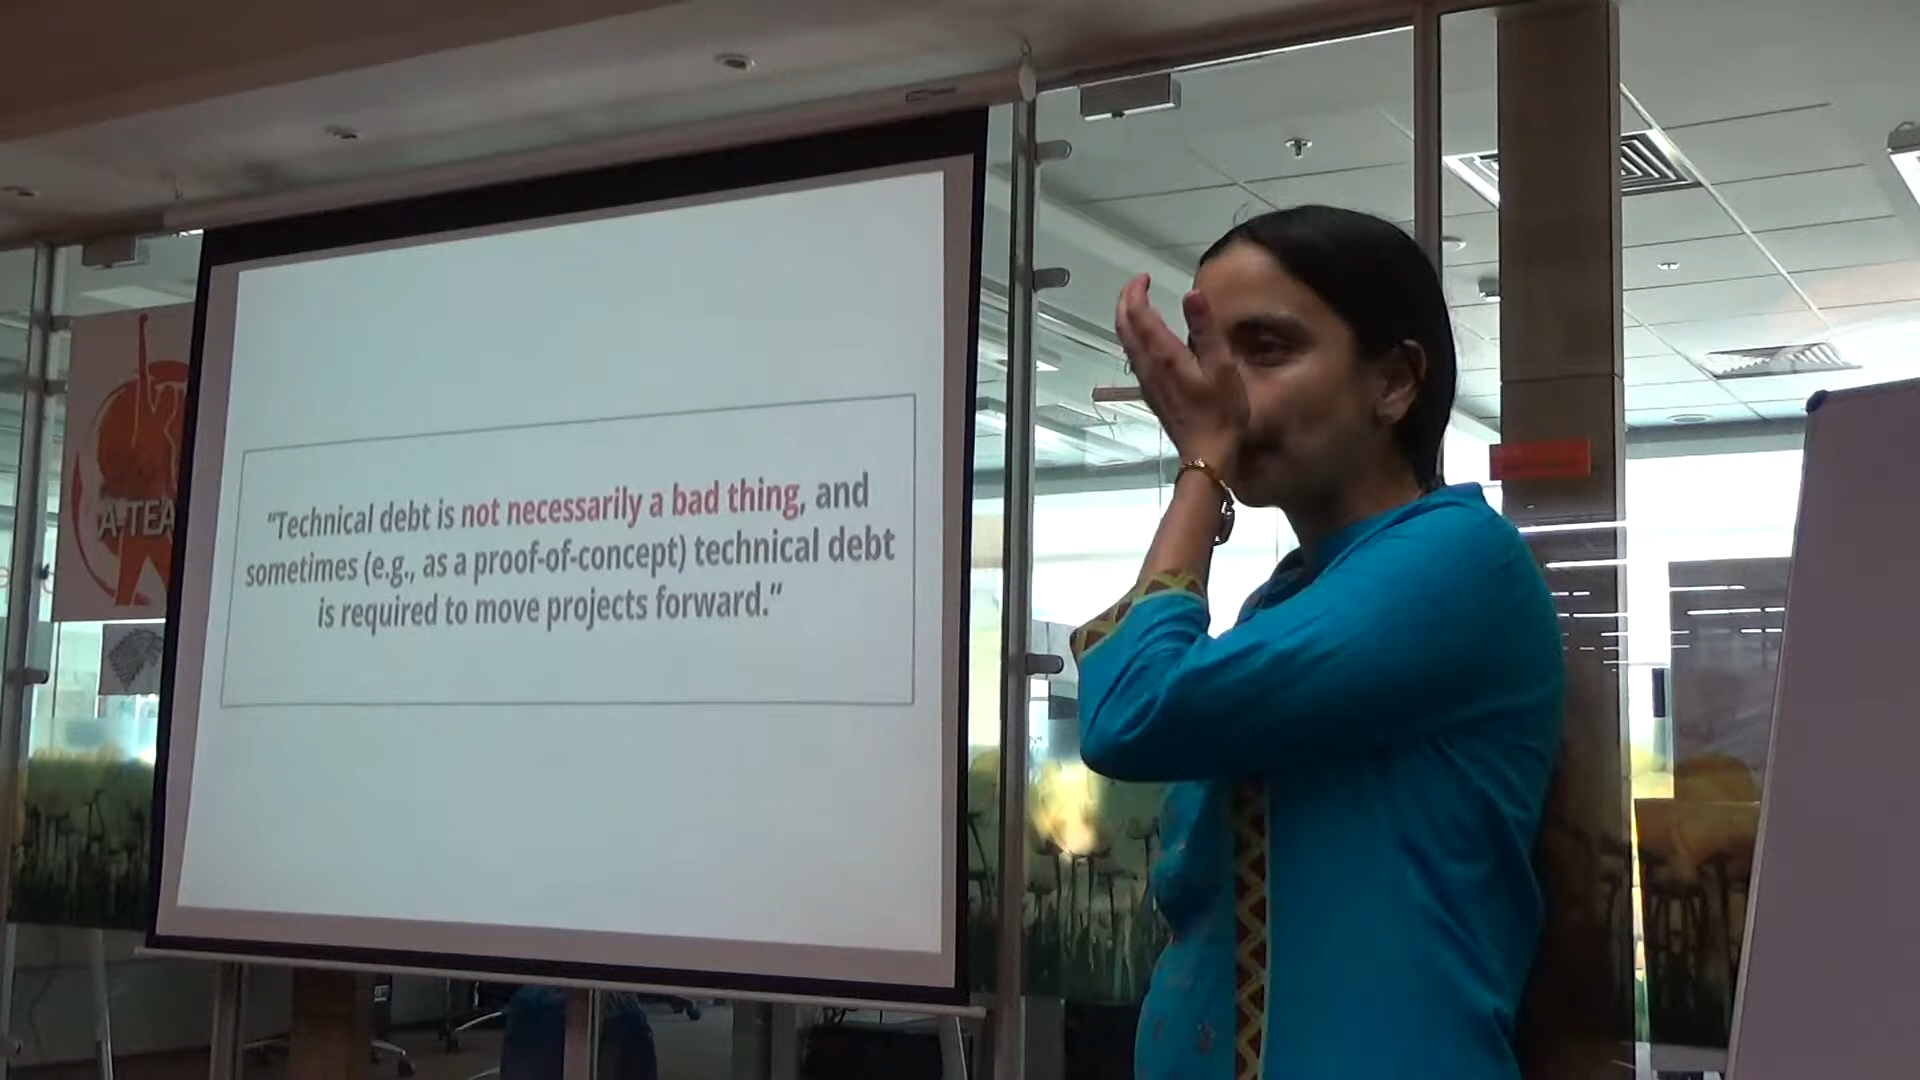 “Technical debt is not necessarily a bad thing, and
sometimes (e.g., as a proof-of-concept) technical debt
is required to move projects forward.”
A-TEA